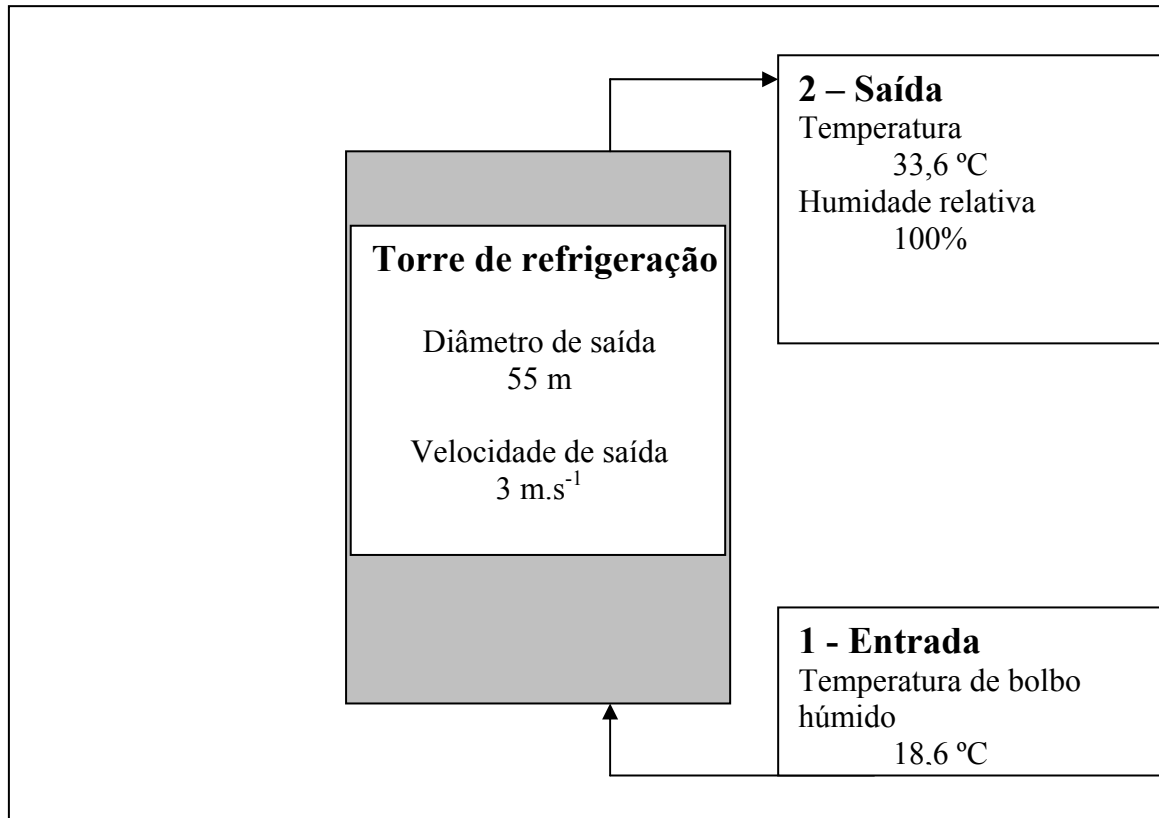 2 – Saída
Temperatura
33,6 ºC
Humidade relativa
100%
Torre de refrigeração
Diâmetro de saída
55 m
Velocidade de saída
3 m.s-1
1 - Entrada
Temperatura de bolbo
húmido
18,6 ºC